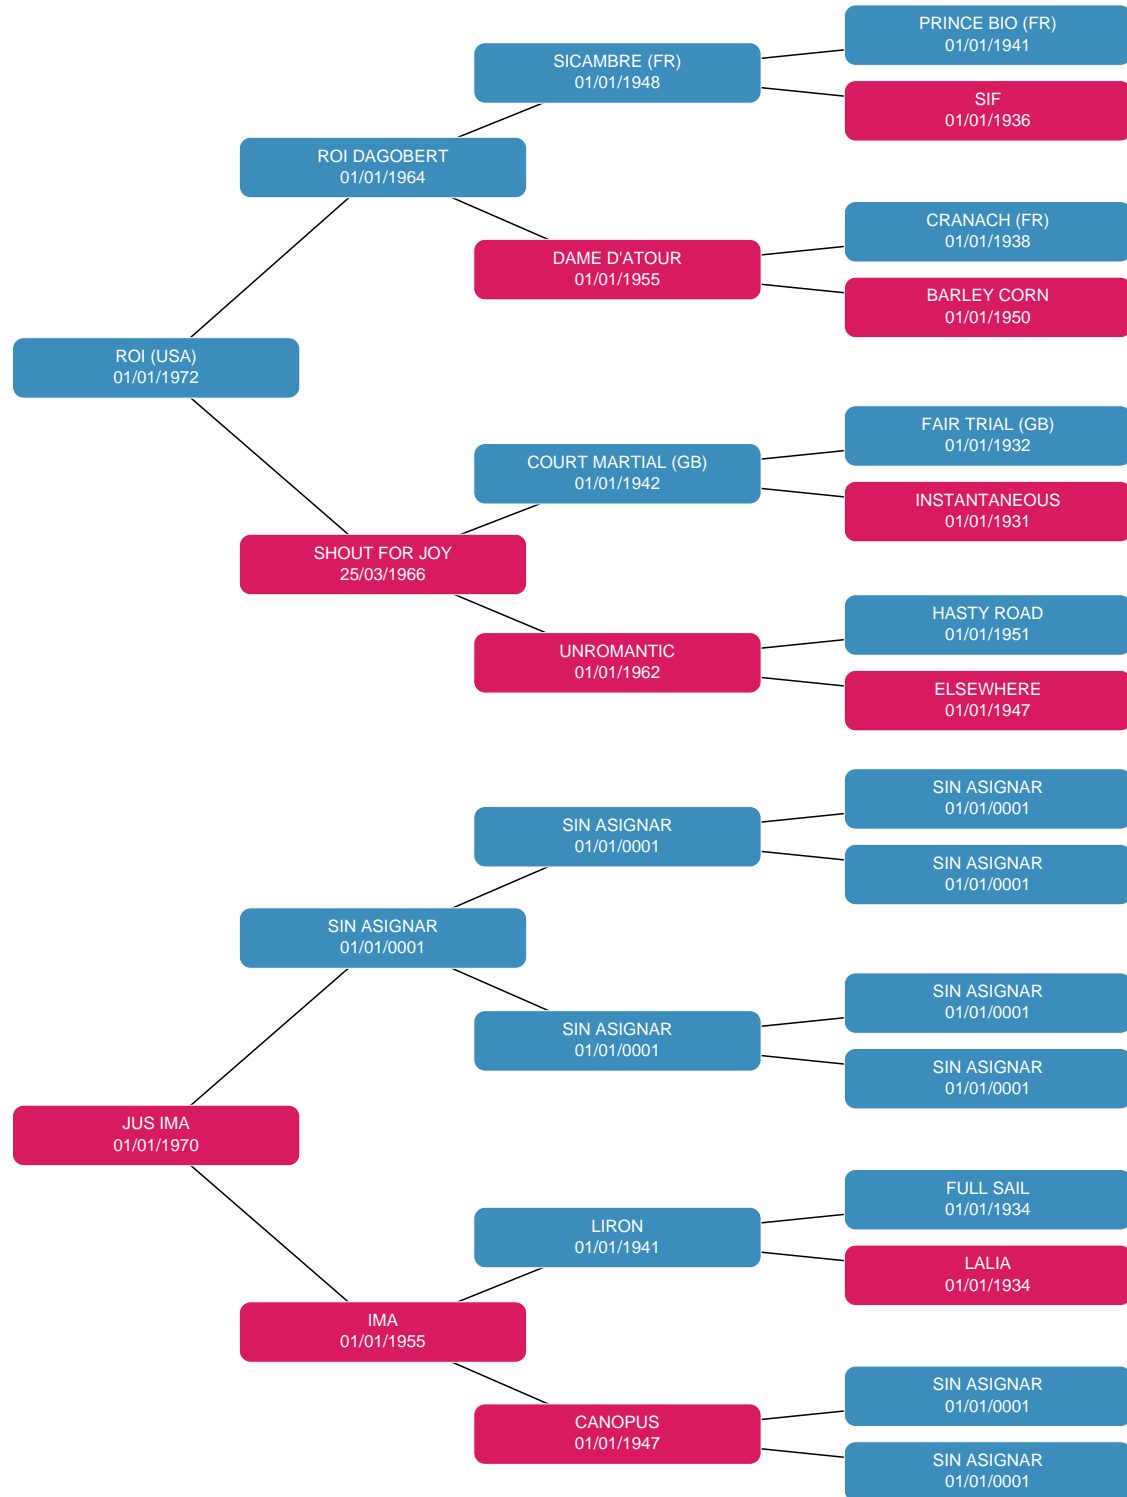 PRINCE BIO (FR)
01/01/1941
SICAMBRE (FR)
01/01/1948
SIF
01/01/1936
ROI DAGOBERT
01/01/1964
CRANACH (FR)
01/01/1938
DAME D'ATOUR
01/01/1955
BARLEY CORN
01/01/1950
ROI (USA)
01/01/1972
FAIR TRIAL (GB)
01/01/1932
COURT MARTIAL (GB)
01/01/1942
INSTANTANEOUS
01/01/1931
SHOUT FOR JOY
25/03/1966
HASTY ROAD
01/01/1951
UNROMANTIC
01/01/1962
ELSEWHERE
01/01/1947
SIN ASIGNAR
01/01/0001
SIN ASIGNAR
01/01/0001
SIN ASIGNAR
01/01/0001
SIN ASIGNAR
01/01/0001
SIN ASIGNAR
01/01/0001
SIN ASIGNAR
01/01/0001
SIN ASIGNAR
01/01/0001
JUS IMA
01/01/1970
FULL SAIL
01/01/1934
LIRON
01/01/1941
LALIA
01/01/1934
IMA
01/01/1955
SIN ASIGNAR
01/01/0001
CANOPUS
01/01/1947
SIN ASIGNAR
01/01/0001